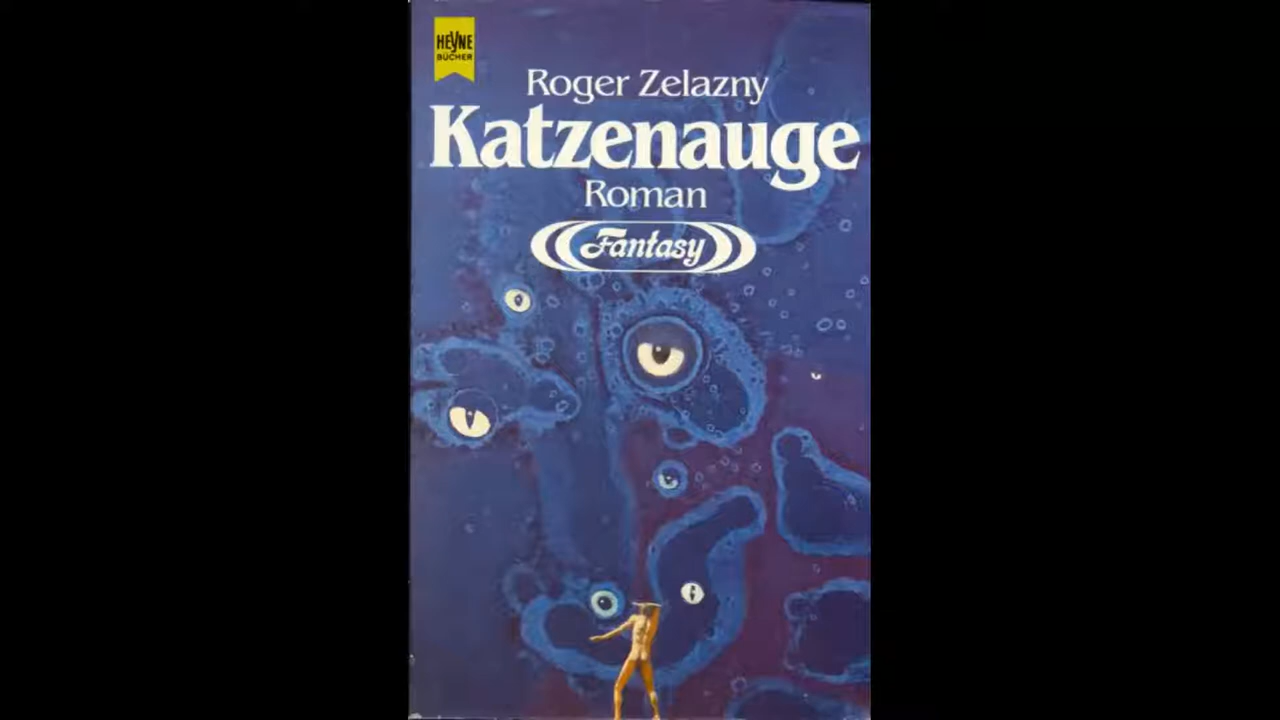 HEYNE
BÜCHER
Roger Zelazny
Katzenauge
Roman
Fantasy